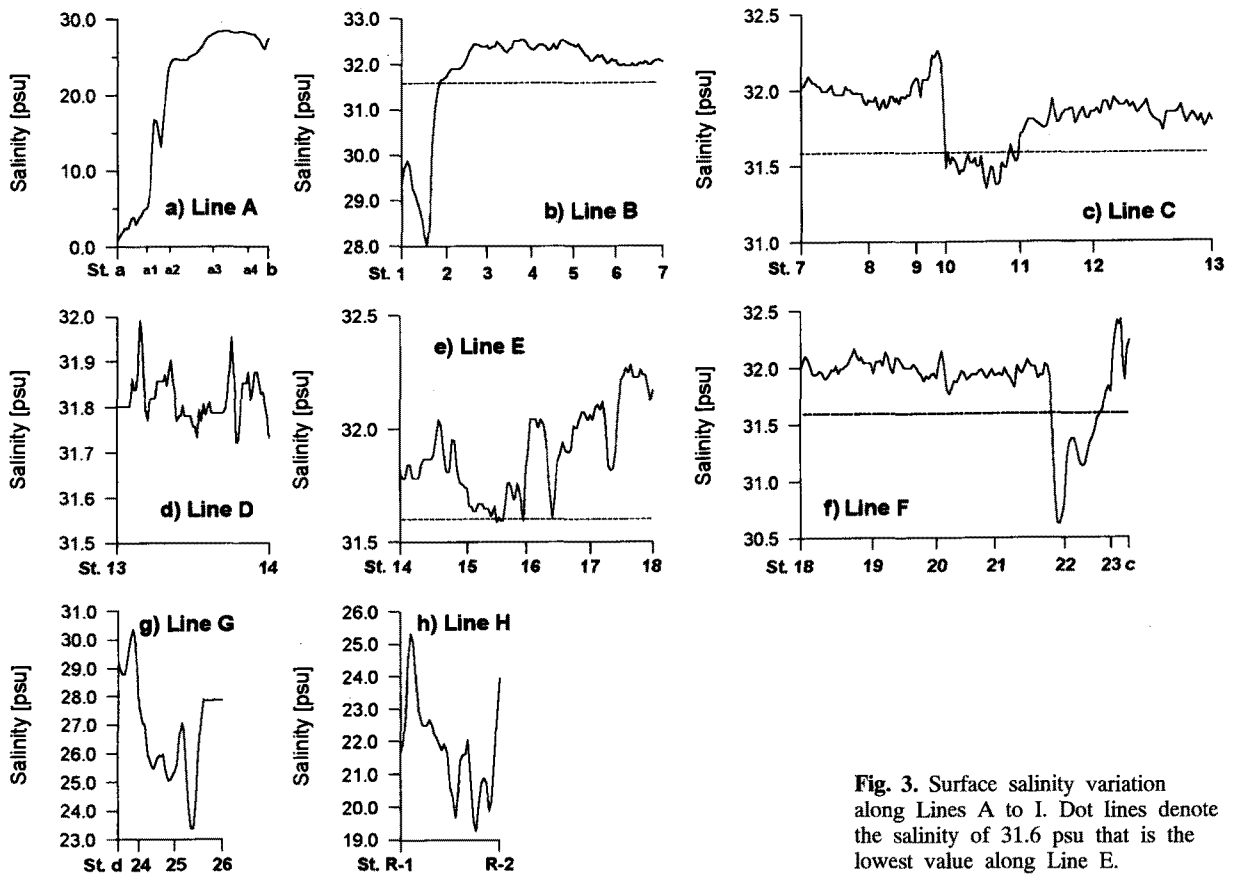 Salinity [psu]
30.0
20.0
10.0
0.0
a) Line A
St. a a1 a2 a3 a4 b
Salinity [psu]
33.0
32.0
31.0
30.0
29.0
28.0
b) Line B
St. 1 2 3 4 5 6 7
Salinity [psu]
32.5
32.0
31.5
31.0
c) Line C
St. 7 8 9 10 11 12 13
Salinity [psu]
32.0
31.9
31.8
31.7
31.6
31.5
d) Line D
St. 13 14
Salinity [psu]
32.5
32.0
31.5
e) Line E
St. 14 15 16 17 18
Salinity [psu]
32.5
32.0
31.5
31.0
30.5
f) Line F
St. 18 19 20 21 22 23 c
Salinity [psu]
31.0
30.0
29.0
28.0
27.0
26.0
25.0
24.0
23.0
g) Line G
St. d 24 25 26
Salinity [psu]
26.0
25.0
24.0
23.0
22.0
21.0
20.0
19.0
h) Line H
St. R-1 R-2
Fig. 3. Surface salinity variation
along Lines A to I. Dot lines denote
the salinity of 31.6 psu that is the
lowest value along Line E.